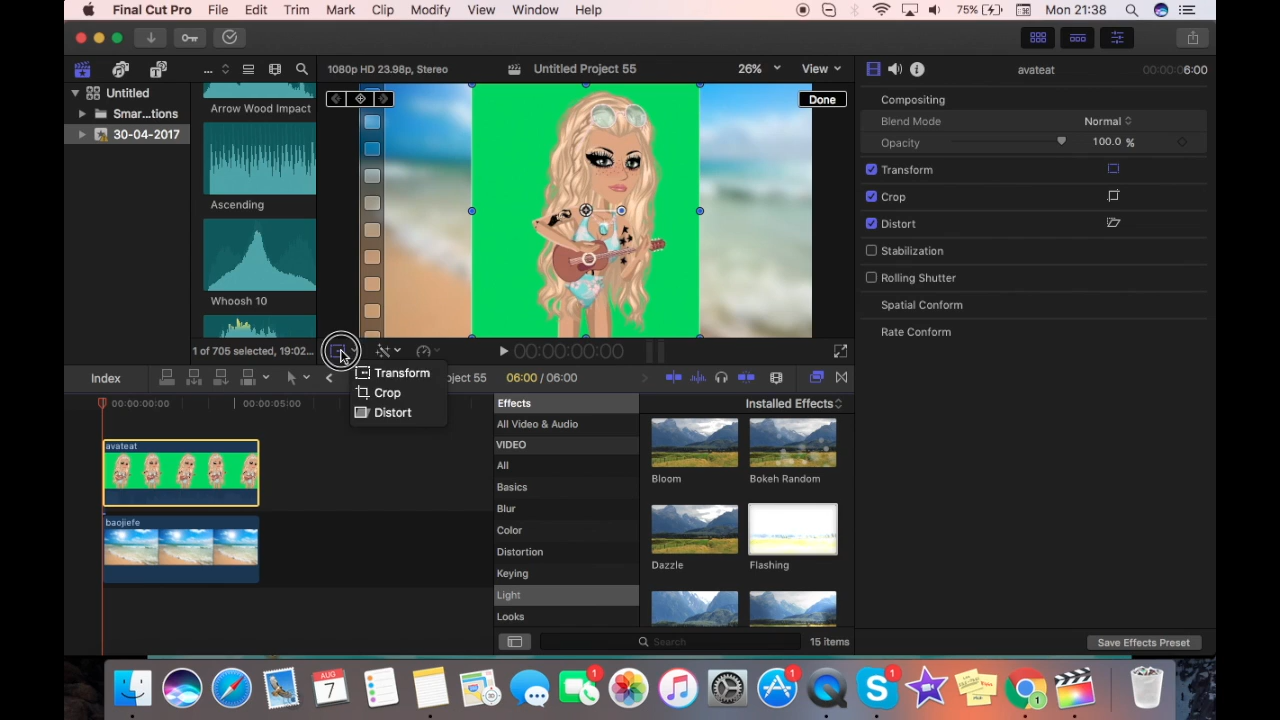 Final Cut Pro File Edit Trim Mark Clip Modify View Window Help 75% Mon 21:38
... 1080p HD 23.98p, Stereo Untitled Project 55 26% View avateat 00:00:00:06:00
Untitled
Smar...tions
30-04-2017
Arrow Wood Impact
Ascending
Whoosh 10
1 of 705 selected, 19:02...
Done
00:00:00:00
Compositing
Blend Mode Normal
Opacity 100.0 %
Transform
Crop
Distort
Stabilization
Rolling Shutter
Spatial Conform
Rate Conform
Transform
Crop
Distort
Index oject 55 06:00 / 06:00
00:00:00:00 00:00:05:00
avateat
baojiefe
Effects Installed Effects
All Video & Audio
VIDEO
All
Basics
Blur
Color
Distortion
Keying
Light
Looks
Bloom Bokeh Random
Dazzle Flashing
Search 15 items
Save Effects Preset
AUG
7
1
1
1
1